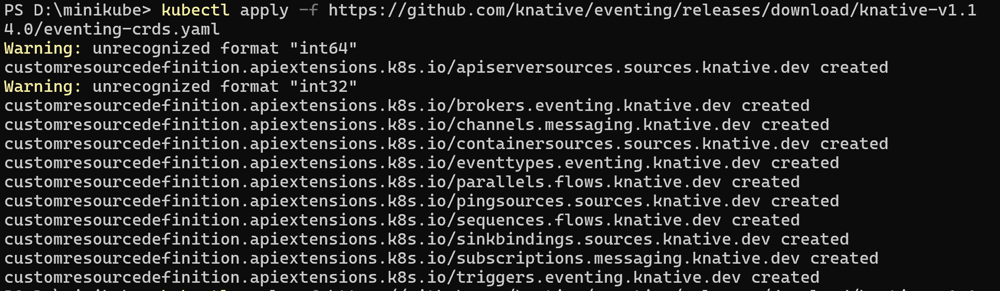 PS D:\minikube> kubectl apply -f https://github.com/knative/eventing/releases/download/knative-v1.1
4.0/eventing-crds.yaml
Warning: unrecognized format "int64"
customresourcedefinition.apiextensions.k8s.io/apiserversources.sources.knative.dev created
Warning: unrecognized format "int32"
customresourcedefinition.apiextensions.k8s.io/brokers.eventing.knative.dev created
customresourcedefinition.apiextensions.k8s.io/channels.messaging.knative.dev created
customresourcedefinition.apiextensions.k8s.io/containersources.sources.knative.dev created
customresourcedefinition.apiextensions.k8s.io/eventtypes.eventing.knative.dev created
customresourcedefinition.apiextensions.k8s.io/parallels.flows.knative.dev created
customresourcedefinition.apiextensions.k8s.io/pingsources.sources.knative.dev created
customresourcedefinition.apiextensions.k8s.io/sequences.flows.knative.dev created
customresourcedefinition.apiextensions.k8s.io/sinkbindings.sources.knative.dev created
customresourcedefinition.apiextensions.k8s.io/subscriptions.messaging.knative.dev created
customresourcedefinition.apiextensions.k8s.io/triggers.eventing.knative.dev created